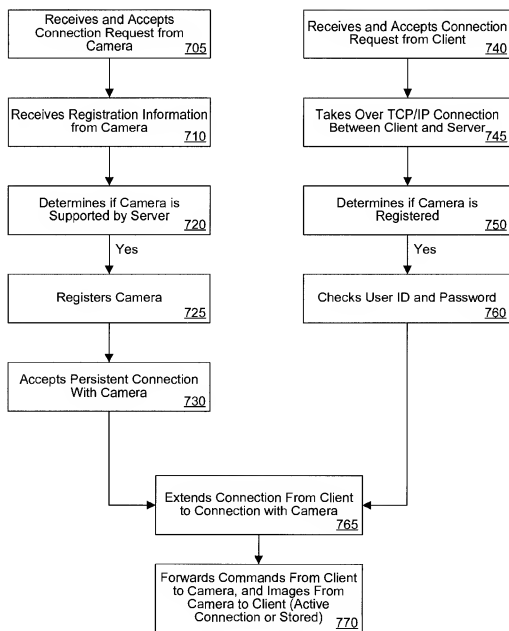 Receives and Accepts
Connection Request from
Camera
705
Receives Registration Information
from Camera
710
Determines if Camera is
Supported by Server
720
Yes
Registers Camera
725
Accepts Persistent Connection
With Camera
730
Receives and Accepts Connection
Request from Client
740
Takes Over TCP/IP Connection
Between Client and Server
745
Determines if Camera is
Registered
750
Yes
Checks User ID and Password
760
Extends Connection From Client
to Connection with Camera
765
Forwards Commands From Client
to Camera, and Images From
Camera to Client (Active
Connection or Stored)
770